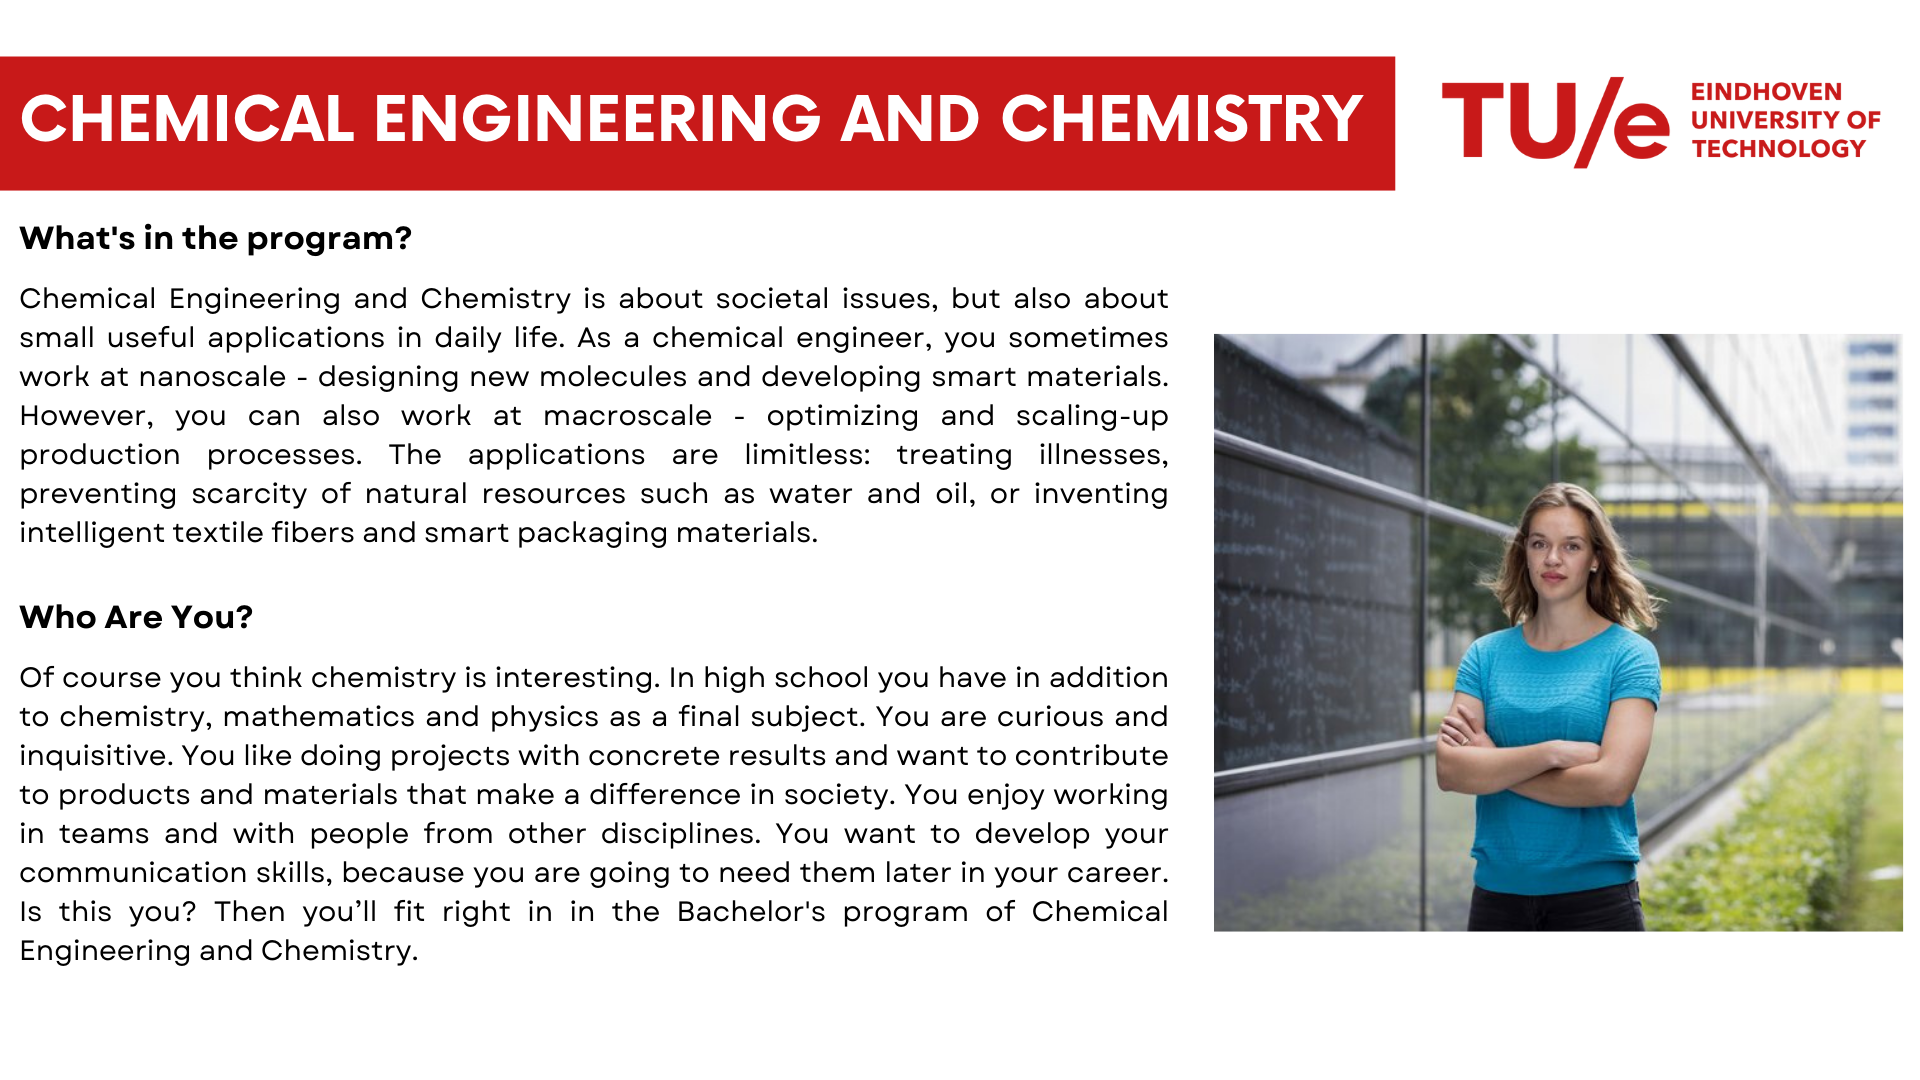 CHEMICAL ENGINEERING AND CHEMISTRY
TU/e
EINDHOVEN
UNIVERSITY OF
TECHNOLOGY
What's in the program?
Chemical Engineering and Chemistry is about societal issues, but also about
small useful applications in daily life. As a chemical engineer, you sometimes
work at nanoscale - designing new molecules and developing smart materials.
However, you can also work at macroscale - optimizing and scaling-up
production processes. The applications are limitless: treating illnesses,
preventing scarcity of natural resources such as water and oil, or inventing
intelligent textile fibers and smart packaging materials.
Who Are You?
Of course you think chemistry is interesting. In high school you have in addition
to chemistry, mathematics and physics as a final subject. You are curious and
inquisitive. You like doing projects with concrete results and want to contribute
to products and materials that make a difference in society. You enjoy working
in teams and with people from other disciplines. You want to develop your
communication skills, because you are going to need them later in your career.
Is this you? Then you’ll fit right in in the Bachelor's program of Chemical
Engineering and Chemistry.